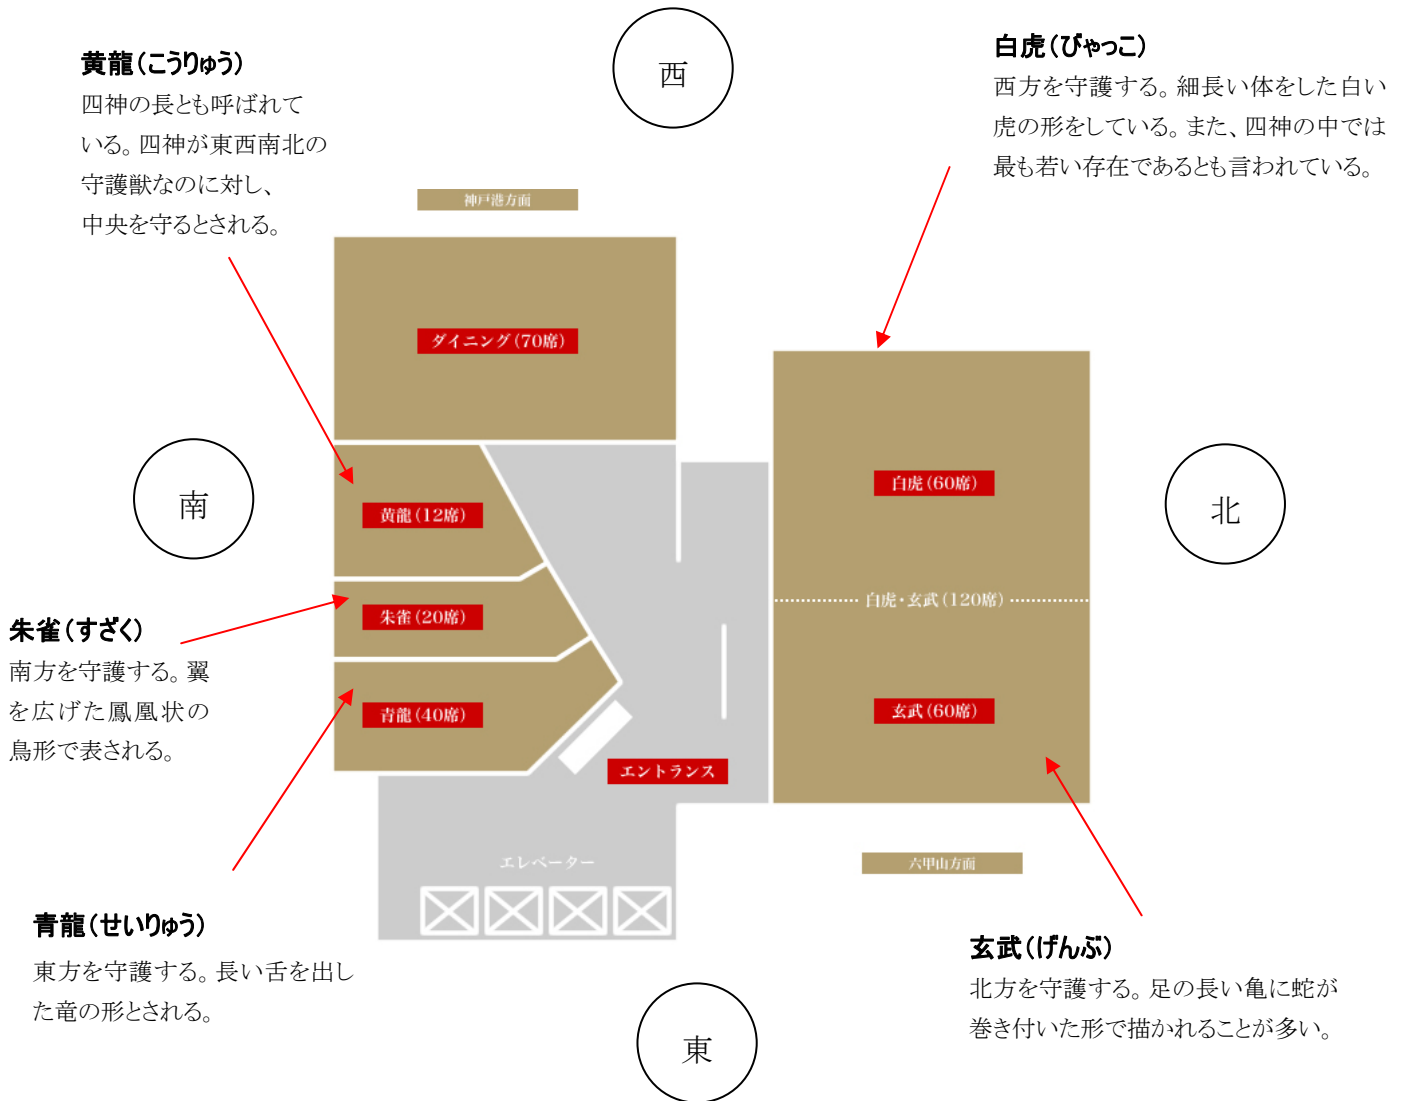 西
黄龍(こうりゅう)
四神の長とも呼ばれて
いる。四神が東西南北の
守護獣なのに対し、
中央を守るとされる。
白虎(びゃっこ)
西方を守護する。細長い体をした白い
虎の形をしている。また、四神の中では
最も若い存在であるとも言われている。
神戸港方面
ダイニング(70席)
南
黄龍(12席)
白虎(60席)
北
朱雀(すざく)
南方を守護する。翼
を広げた鳳凰状の
鳥形で表される。
朱雀(20席)
白虎・玄武(120席)
青龍(40席)
玄武(60席)
エントランス
エレベーター
六甲山方面
青龍(せいりゅう)
東方を守護する。長い舌を出し
た竜の形とされる。
玄武(げんぶ)
北方を守護する。足の長い亀に蛇が
巻き付いた形で描かれることが多い。
東